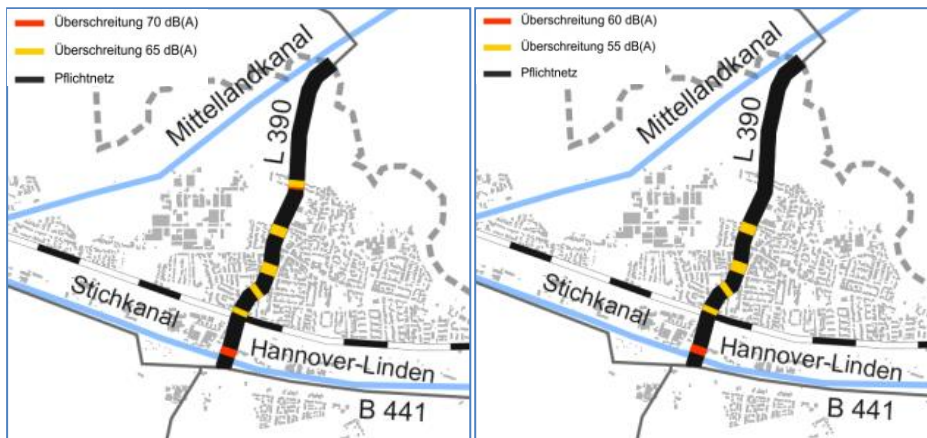 Überschreitung 70 dB(A)
Überschreitung 65 dB(A)
Pflichtnetz
Mittellandkanal
L 390
Stichkanal
Hannover-Linden
B 441
Überschreitung 60 dB(A)
Überschreitung 55 dB(A)
Pflichtnetz
Mittellandkanal
L 390
Stichkanal
Hannover-Linden
B 441